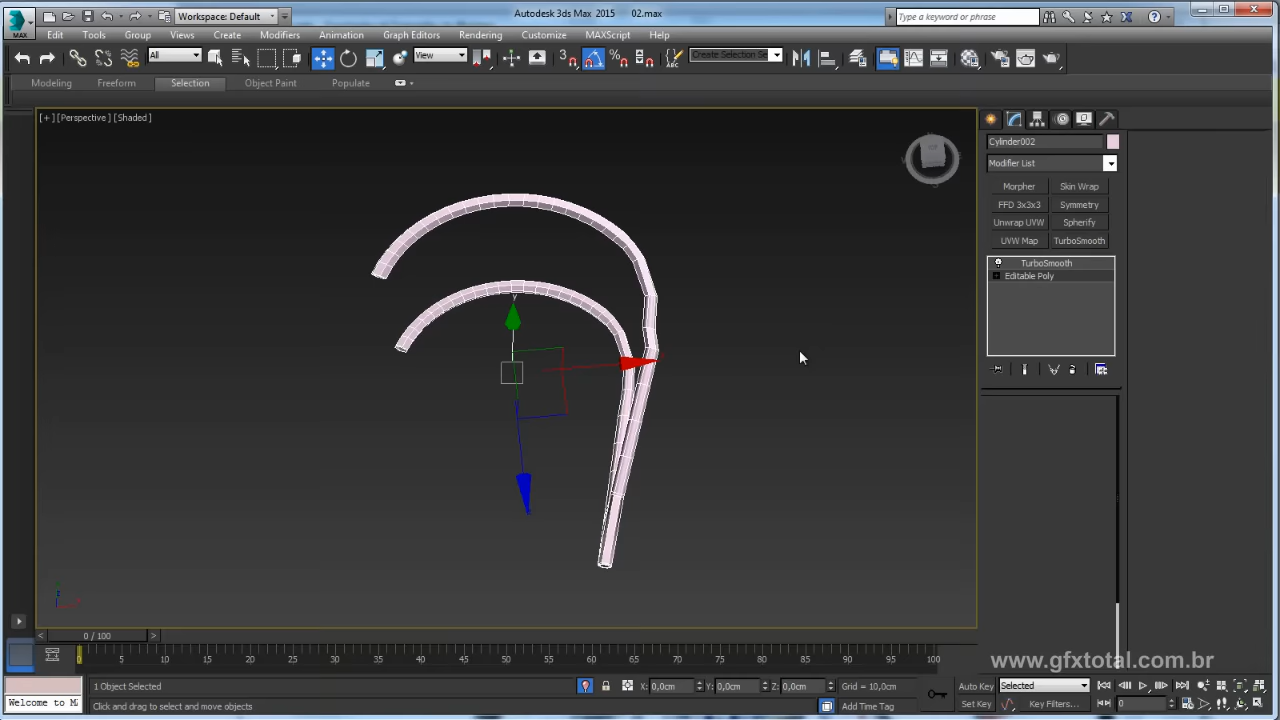 Workspace: Default
Autodesk 3ds Max 2015 02.max
Type a keyword or phrase
MAX
Edit Tools Group Views Create Modifiers Animation Graph Editors Rendering Customize MAXScript Help
All
View
Create Selection Se
Modeling Freeform Selection Object Paint Populate
[+] [Perspective] [Shaded]
Cylinder002
Modifier List
Morpher Skin Wrap
FFD 3x3x3 Symmetry
Unwrap UVW Spherify
UVW Map TurboSmooth
TurboSmooth
Editable Poly
0 / 100
0 5 10 15 20 25 30 35 40 45 50 55 60 65 70 75 80 85 90 95 100
www.gfxtotal.com.br
1 Object Selected
X: 0,0cm Y: 0,0cm Z: 0,0cm Grid = 10,0cm
Auto Key Selected
Welcome to M
Click and drag to select and move objects
Add Time Tag
Set Key Key Filters... 0